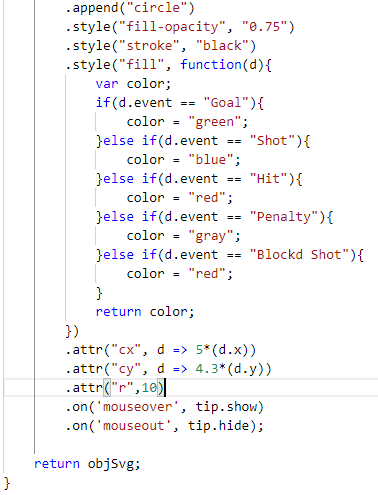 .append("circle")
.style("fill-opacity", "0.75")
.style("stroke", "black")
.style("fill", function(d){
var color;
if(d.event == "Goal"){
color = "green";
}else if(d.event == "Shot"){
color = "blue";
}else if(d.event == "Hit"){
color = "red";
}else if(d.event == "Penalty"){
color = "gray";
}else if(d.event == "Blockd Shot"){
color = "red";
}
return color;
})
.attr("cx", d => 5*(d.x))
.attr("cy", d => 4.3*(d.y))
.attr("r",10)
.on('mouseover', tip.show)
.on('mouseout', tip.hide);
return objSvg;
}